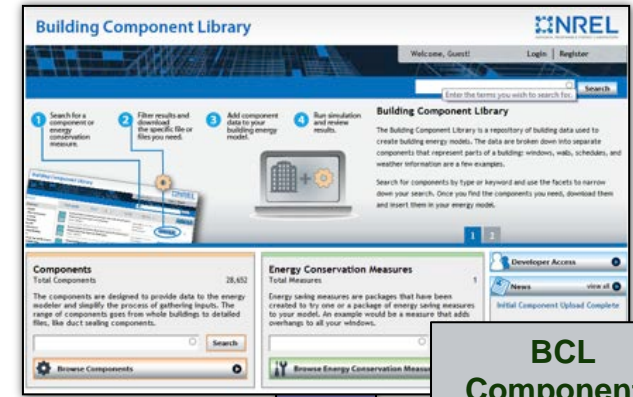 Building Component Library
NREL
Welcome, Guest!
Login | Register
Enter the terms you wish to search for.
Search
1
Search for a
component or
energy
conservation
measure.
2
Filter results and
download
the specific file or
files you need.
3
Add component
data to your
building energy
model.
4
Run simulation
and review
results.
Building Component Library
The Building Component Library is a repository of building data used to
create building energy models. The data are broken down into separate
components that represent parts of a building: windows, walls, schedules, and
weather information are a few examples.
Search for components by type or keyword and use the facets to narrow
down your search. Once you find the components you need, download them
and insert them in your energy model.
1 2
Components
Total Components 28,652
The components are designed to provide data to the energy
modeler and simplify the process of gathering inputs. The
range of components goes from whole buildings to detailed
files, like duct sealing components.
Search
Browse Components
Energy Conservation Measures
Total Measures 1
Energy saving measures are packages that have been
created to try one or a package of energy saving measures
to your model. An example would be a measure that adds
overhangs to all your windows.
Browse Energy Conservation Measu
Developer Access
News view all
Initial Component Upload Complete
BCL
Component